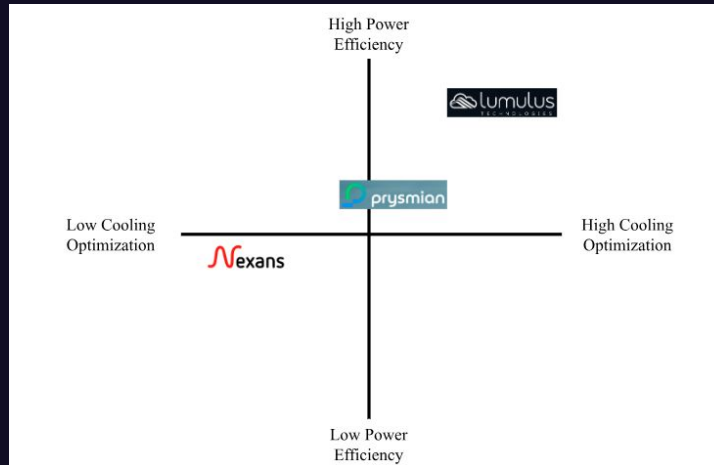 High Power
Efficiency
lumulus
TECHNOLOGIES
prysmian
Low Cooling
Optimization
High Cooling
Optimization
Nexans
Low Power
Efficiency